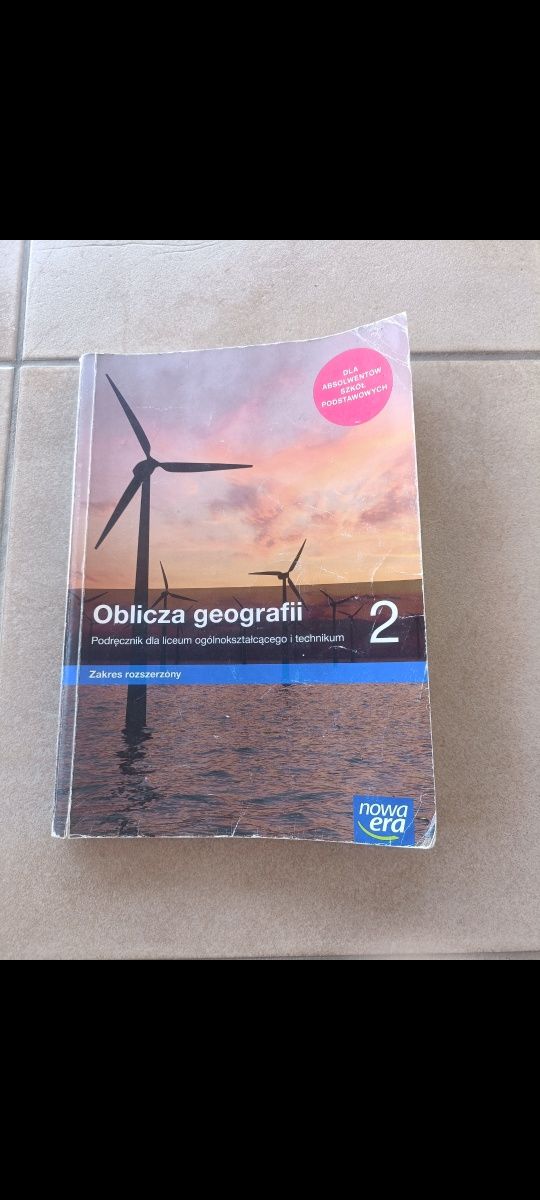 DLA
ABSOLWENTÓW
SZKÓŁ
PODSTAWOWYCH
Oblicza geografii 2
Podręcznik dla liceum ogólnokształcącego i technikum
Zakres rozszerzony
nowa
era